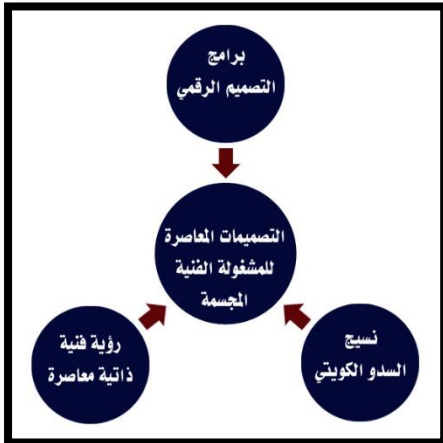 برامج
التصميم الرقمي
التصميمات المعاصرة
للمشغولة الفنية
المجسمة
نسيج
السدو الكويتي
رؤية فنية
ذاتية معاصرة